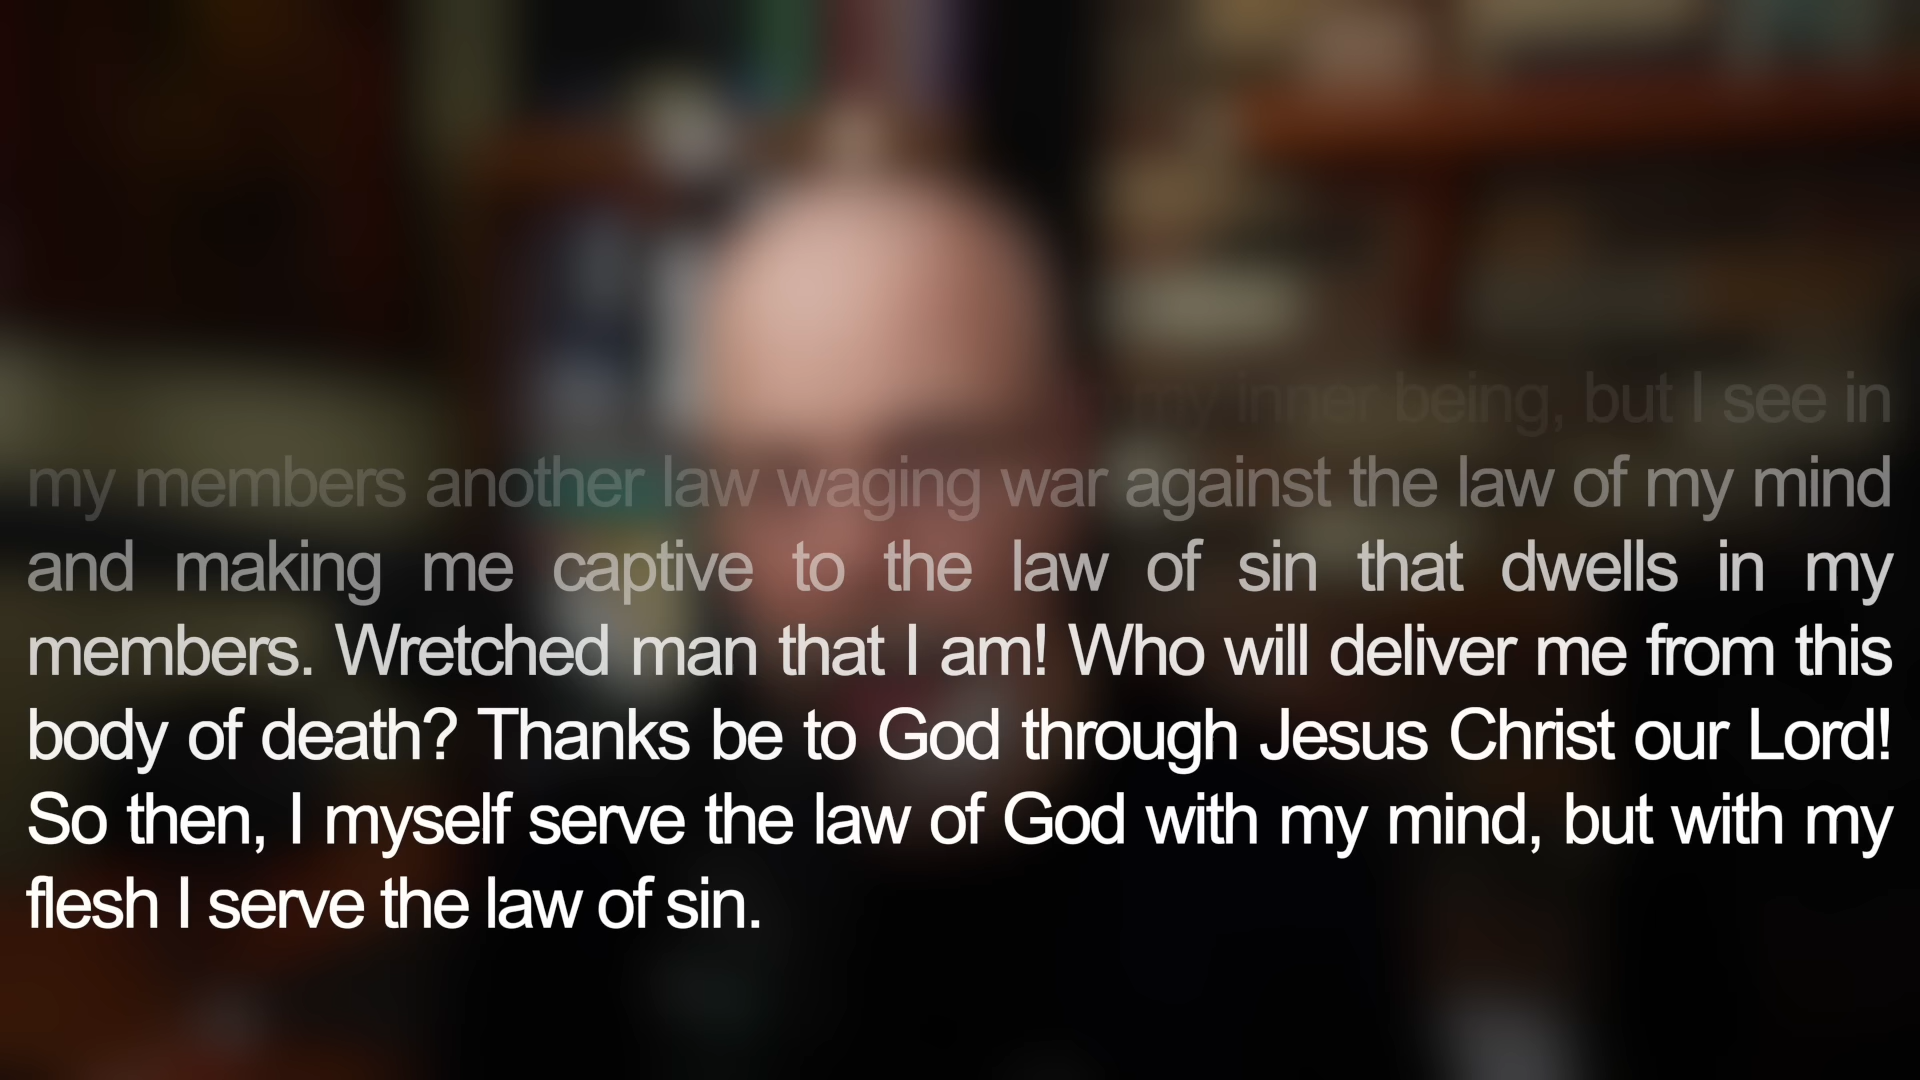 my inner being, but I see in
my members another law waging war against the law of my mind
and making me captive to the law of sin that dwells in my
members. Wretched man that I am! Who will deliver me from this
body of death? Thanks be to God through Jesus Christ our Lord!
So then, I myself serve the law of God with my mind, but with my
flesh I serve the law of sin.